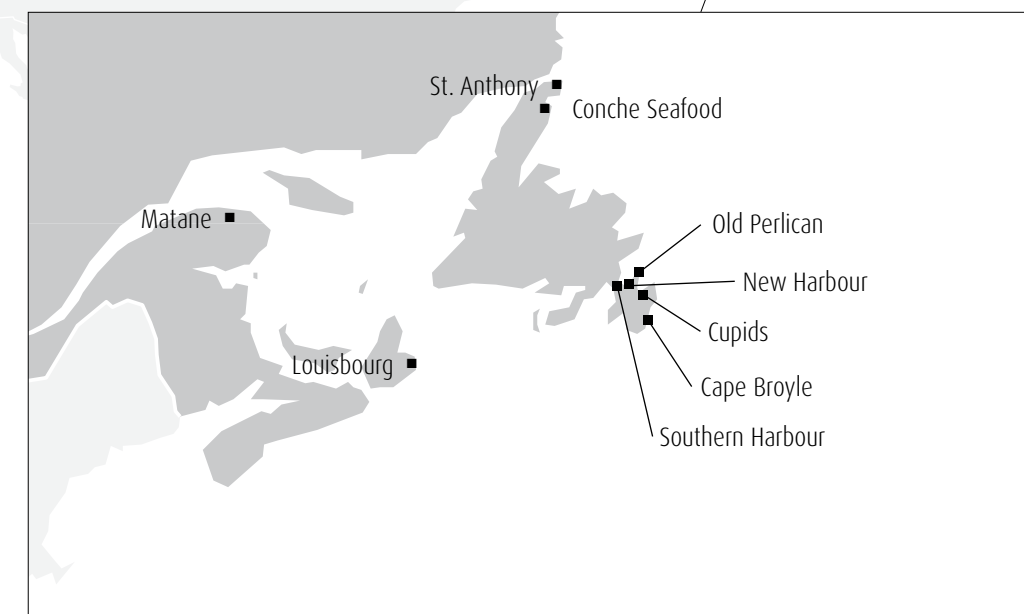 St. Anthony
Conche Seafood
Matane
Old Perlican
New Harbour
Cupids
Louisbourg
Cape Broyle
Southern Harbour